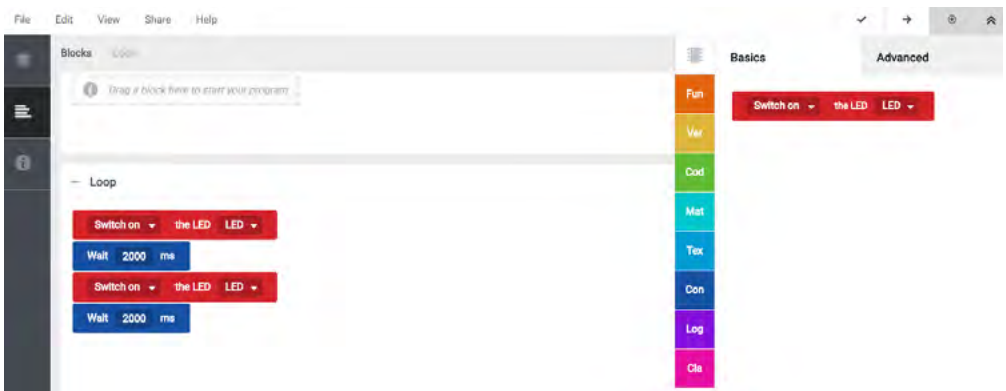 File Edit View Share Help
Blocks
Drag a block here to start your program
Loop
Switch on the LED LED
Wait 2000 ms
Switch on the LED LED
Wait 2000 ms
Fun
Ver
Cod
Mat
Tex
Con
Log
Cla
Basics Advanced
Switch on the LED LED